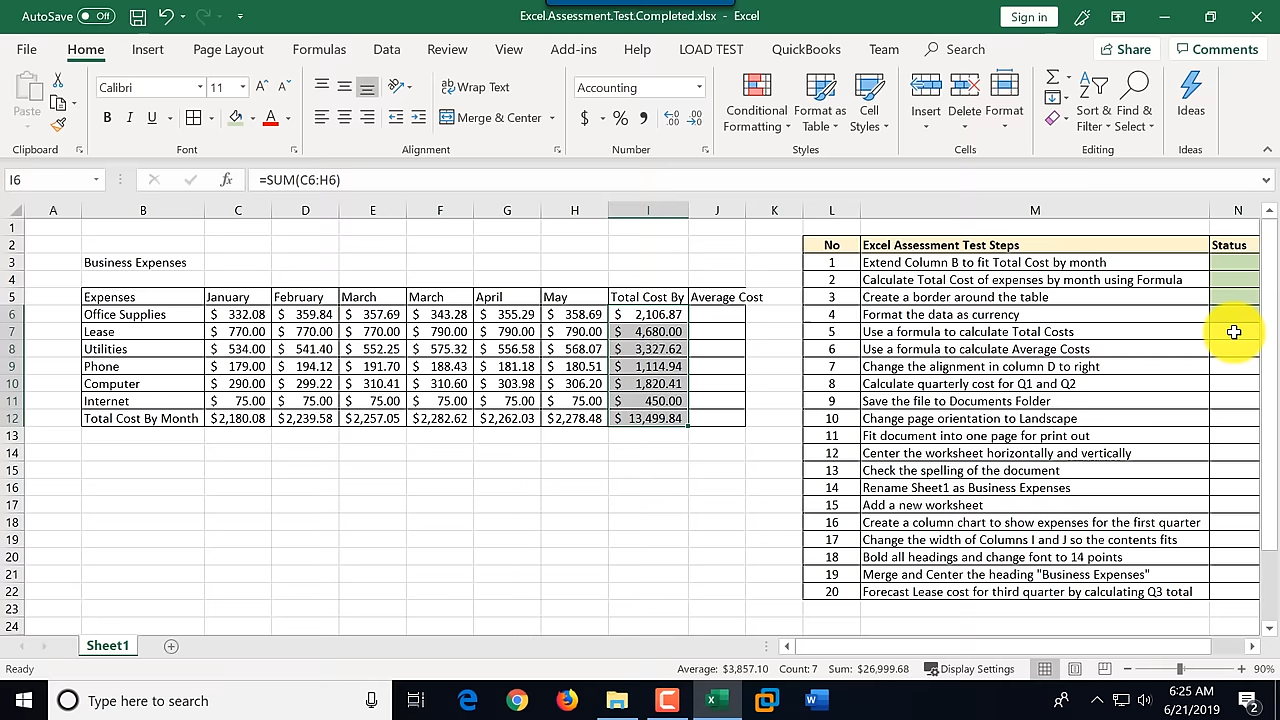 AutoSave Off Excel.Assessment.Test.Completed.xlsx - Excel Sign in
File Home Insert Page Layout Formulas Data Review View Add-ins Help LOAD TEST QuickBooks Team Search Share Comments
Paste Calibri 11 Wrap Text Merge & Center Accounting $ % Conditional Formatting Format as Table Cell Styles Insert Delete Format Sort & Filter Find & Select Ideas
Clipboard Font Alignment Number Styles Cells Editing Ideas
I6 fx =SUM(C6:H6)
A B C D E F G H I J K L M N
1
2 No Excel Assessment Test Steps Status
3 Business Expenses 1 Extend Column B to fit Total Cost by month
4 2 Calculate Total Cost of expenses by month using Formula
5 Expenses January February March March April May Total Cost By Average Cost 3 Create a border around the table
6 Office Supplies $ 332.08 $ 359.84 $ 357.69 $ 343.28 $ 355.29 $ 358.69 $ 2,106.87 4 Format the data as currency
7 Lease $ 770.00 $ 770.00 $ 770.00 $ 790.00 $ 790.00 $ 790.00 $ 4,680.00 5 Use a formula to calculate Total Costs
8 Utilities $ 534.00 $ 541.40 $ 552.25 $ 575.32 $ 556.58 $ 568.07 $ 3,327.62 6 Use a formula to calculate Average Costs
9 Phone $ 179.00 $ 194.12 $ 191.70 $ 188.43 $ 181.18 $ 180.51 $ 1,114.94 7 Change the alignment in column D to right
10 Computer $ 290.00 $ 299.22 $ 310.41 $ 310.60 $ 303.98 $ 306.20 $ 1,820.41 8 Calculate quarterly cost for Q1 and Q2
11 Internet $ 75.00 $ 75.00 $ 75.00 $ 75.00 $ 75.00 $ 75.00 $ 450.00 9 Save the file to Documents Folder
12 Total Cost By Month $2,180.08 $2,239.58 $2,257.05 $2,282.62 $2,262.03 $2,278.48 $ 13,499.84 10 Change page orientation to Landscape
13 11 Fit document into one page for print out
14 12 Center the worksheet horizontally and vertically
15 13 Check the spelling of the document
16 14 Rename Sheet1 as Business Expenses
17 15 Add a new worksheet
18 16 Create a column chart to show expenses for the first quarter
19 17 Change the width of Columns I and J so the contents fits
20 18 Bold all headings and change font to 14 points
21 19 Merge and Center the heading "Business Expenses"
22 20 Forecast Lease cost for third quarter by calculating Q3 total
23
24
Sheet1
Ready Average: $3,857.10 Count: 7 Sum: $26,999.68 Display Settings 90%
Type here to search 6:25 AM
6/21/2019 2